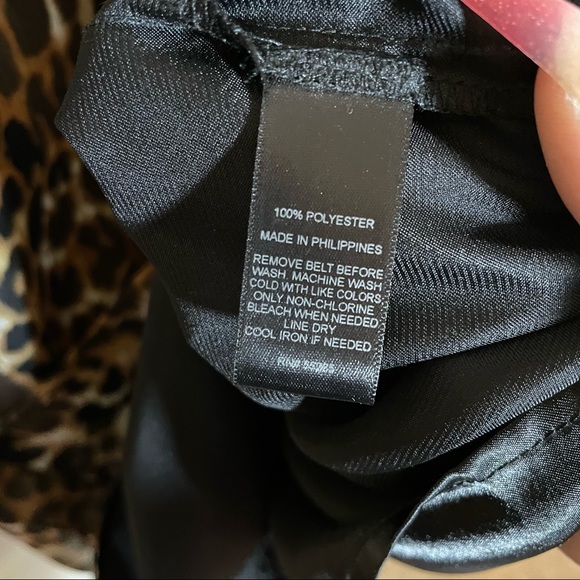 100% POLYESTER
MADE IN PHILIPPINES
REMOVE BELT BEFORE
WASH. MACHINE WASH
COLD WITH LIKE COLORS,
ONLY NON-CHLORINE
BLEACH WHEN NEEDED
LINE DRY
COOL IRON IF NEEDED